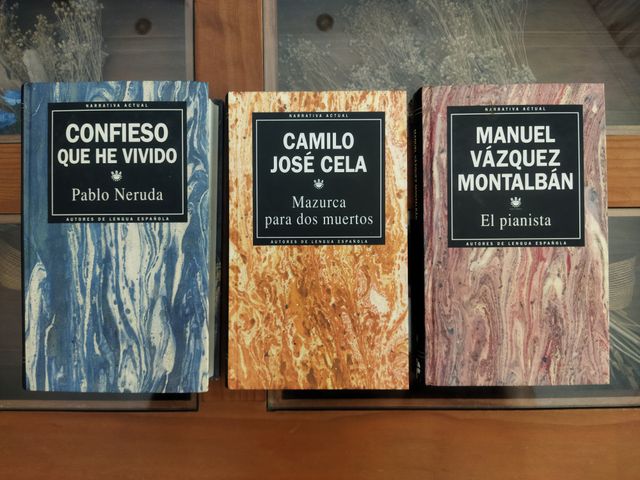 NARRATIVA ACTUAL
CONFIESO
QUE HE VIVIDO
Pablo Neruda
AUTORES DE LENGUA ESPAÑOLA
NARRATIVA ACTUAL
CAMILO
JOSÉ CELA
Mazurca
para dos muertos
AUTORES DE LENGUA ESPAÑOLA
NARRATIVA ACTUAL
MANUEL
VÁZQUEZ
MONTALBÁN
El pianista
AUTORES DE LENGUA ESPAÑOLA